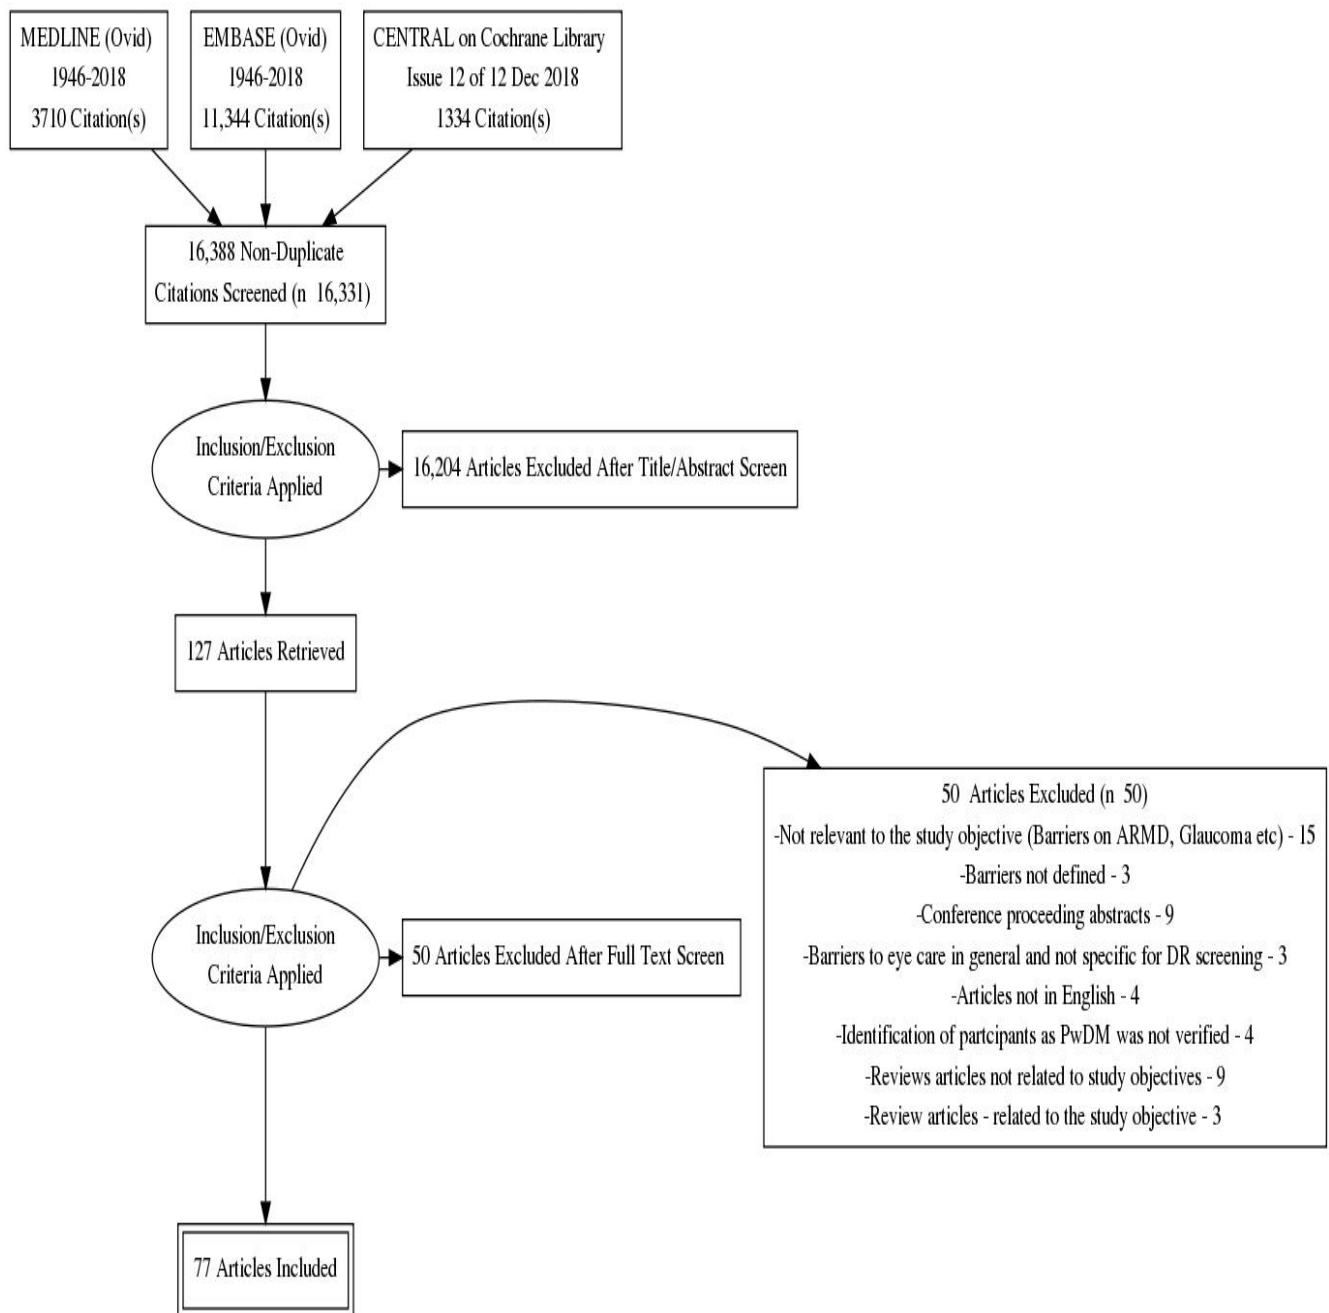 MEDLINE (Ovid)
1946-2018
3710 Citation(s)
EMBASE (Ovid)
1946-2018
11,344 Citation(s)
CENTRAL on Cochrane Library
Issue 12 of 12 Dec 2018
1334 Citation(s)
16,388 Non-Duplicate
Citations Screened (n 16,331)
Inclusion/Exclusion
Criteria Applied
16,204 Articles Excluded After Title/Abstract Screen
127 Articles Retrieved
50 Articles Excluded (n 50)
-Not relevant to the study objective (Barriers on ARMD, Glaucoma etc) - 15
-Barriers not defined - 3
-Conference proceeding abstracts - 9
-Barriers to eye care in general and not specific for DR screening - 3
-Articles not in English - 4
-Identification of partcipants as PwDM was not verified - 4
-Reviews articles not related to study objectives - 9
-Review articles - related to the study objective - 3
Inclusion/Exclusion
Criteria Applied
50 Articles Excluded After Full Text Screen
77 Articles Included